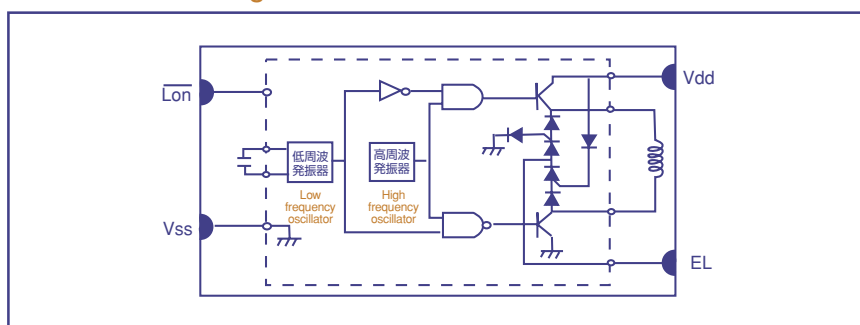 Lon
Vdd
低周波
発振器
高周波
発振器
Low
frequency
oscillator
High
frequency
oscillator
Vss
EL